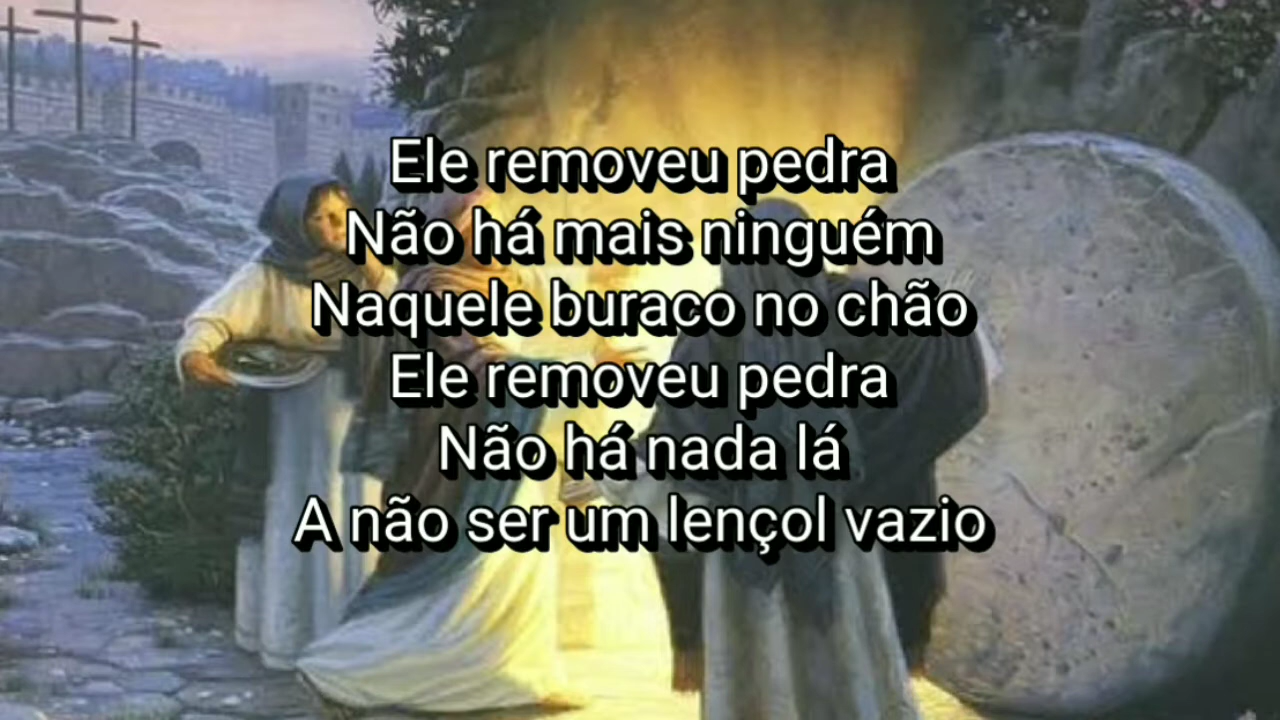 Ele removeu pedra
Não há mais ninguém
Naquele buraco no chão
Ele removeu pedra
Não há nada lá
A não ser um lençol vazio